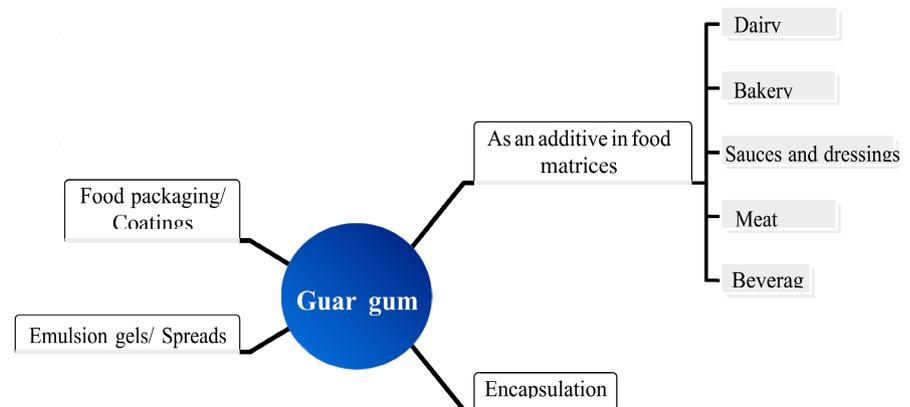 Dairy
Bakery
As an additive in food
matrices
Sauces and dressings
Food packaging/
Coatings
Meat
Guar gum
Beverag
Emulsion gels/ Spreads
Encapsulation